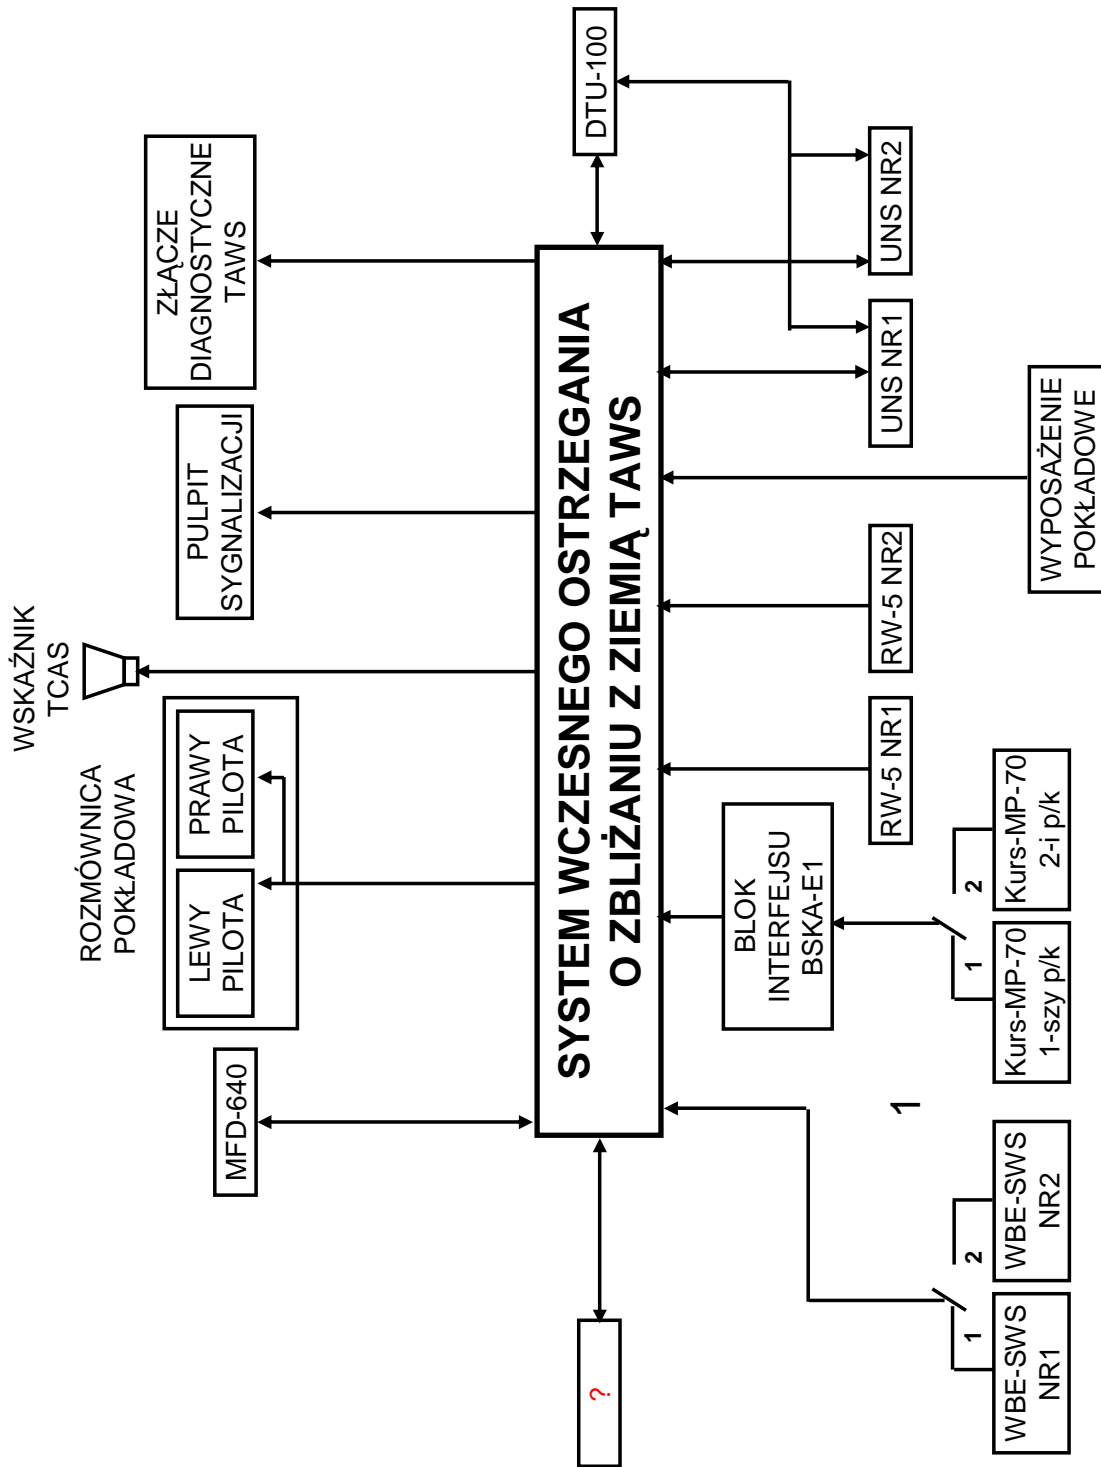 WSKAŹNIK
TCAS
ROZMÓWNICA
POKŁADOWA
MFD-640
LEWY
PILOTA
PRAWY
PILOTA
PULPIT
SYGNALIZACJI
ZŁĄCZE
DIAGNOSTYCZNE
TAWS
?
SYSTEM WCZESNEGO OSTRZEGANIA
O ZBLIŻANIU Z ZIEMIĄ TAWS
DTU-100
BLOK
INTERFEJSU
BSKA-E1
RW-5 NR1
RW-5 NR2
UNS NR1
UNS NR2
1
1
2
1
2
WBE-SWS
NR1
WBE-SWS
NR2
Kurs-MP-70
1-szy p/k
Kurs-MP-70
2-i p/k
WYPOSAŻENIE
POKŁADOWE